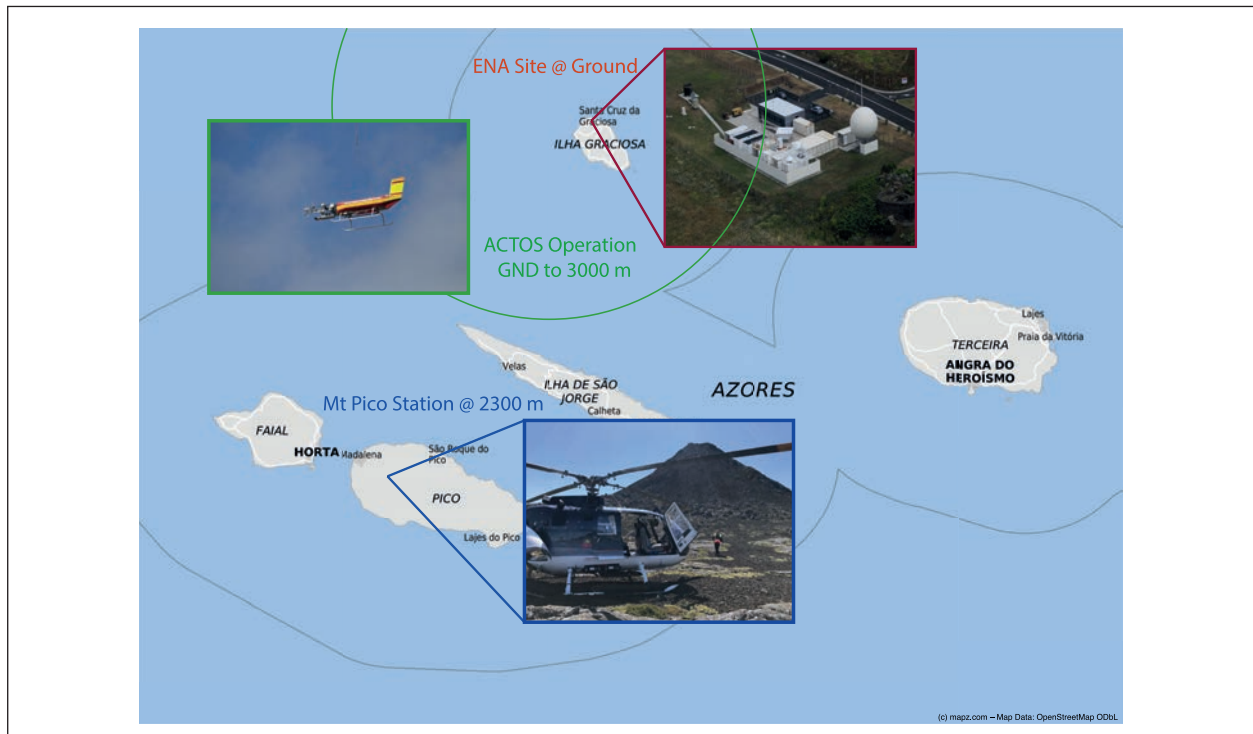 ENA Site @ Ground
Santa Cruz da
Graciosa
ILHA GRACIOSA
ACTOS Operation
GND to 3000 m
Lajes
Praia da Vitória
TERCEIRA
ANGRA DO
HEROÍSMO
Velas
ILHA DE SÃO
JORGE
Calheta
AZORES
Mt Pico Station @ 2300 m
FAIAL
HORTA
Madalena
São Roque do
Pico
PICO
Lajes do Pico
(c) mapz.com – Map Data: OpenStreetMap ODbL